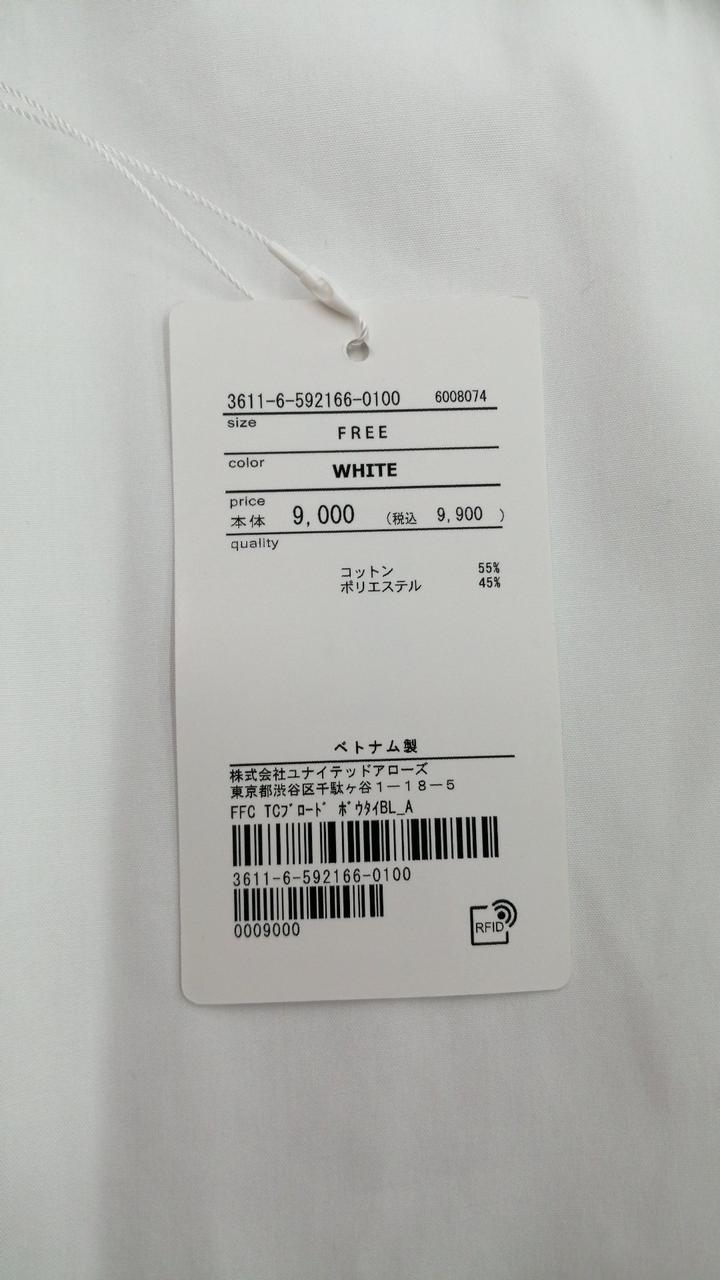 3611-6-592166-0100 6008074
size
FREE
color
WHITE
price
本体 9,000 (税込 9,900 )
quality
コットン 55%
ポリエステル 45%
ベトナム製
株式会社ユナイテッドアローズ
東京都渋谷区千駄ヶ谷1-18-5
FFC TCﾌﾞﾛｰﾄﾞ ﾎﾞｳﾀｲBL_A
3611-6-592166-0100
0009000
RFID